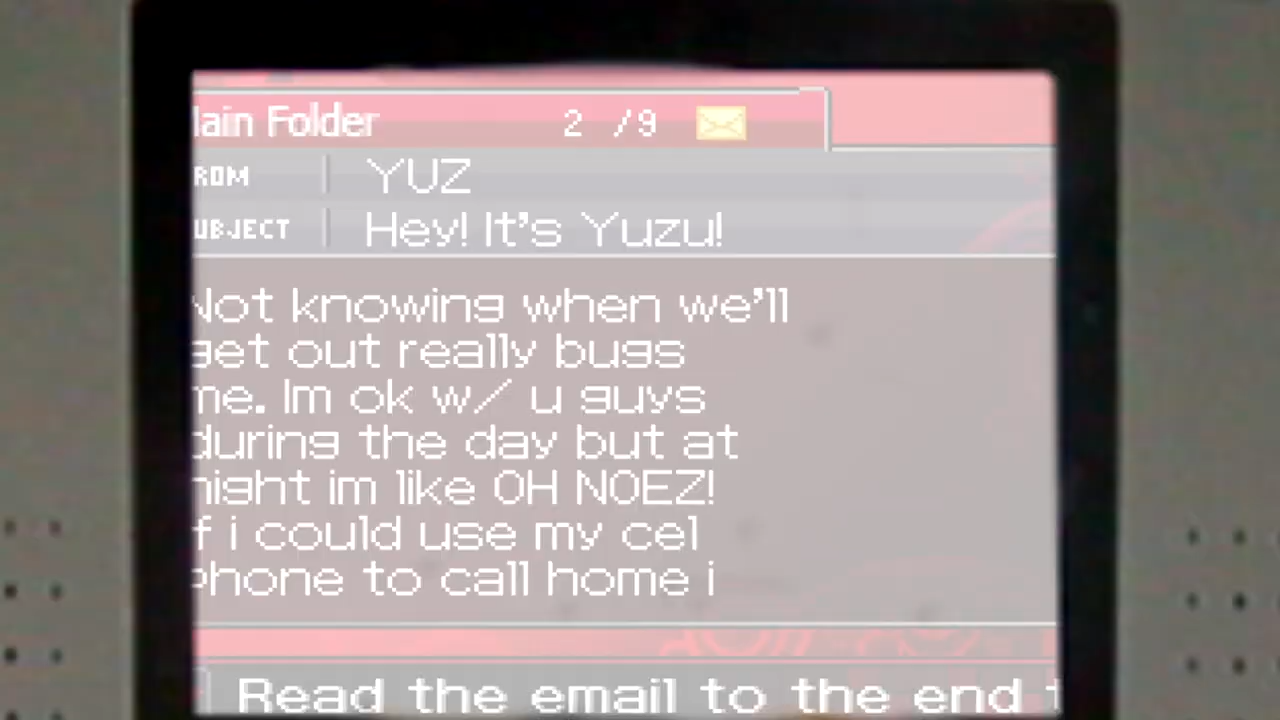 ain Folder 2 /9
ROM YUZ
UBJECT Hey! It's Yuzu!
Not knowing when we'll
get out really bugs
me. Im ok w/ u guys
during the day but at
night im like OH NOEZ!
f i could use my cel
phone to call home i
Read the email to the end